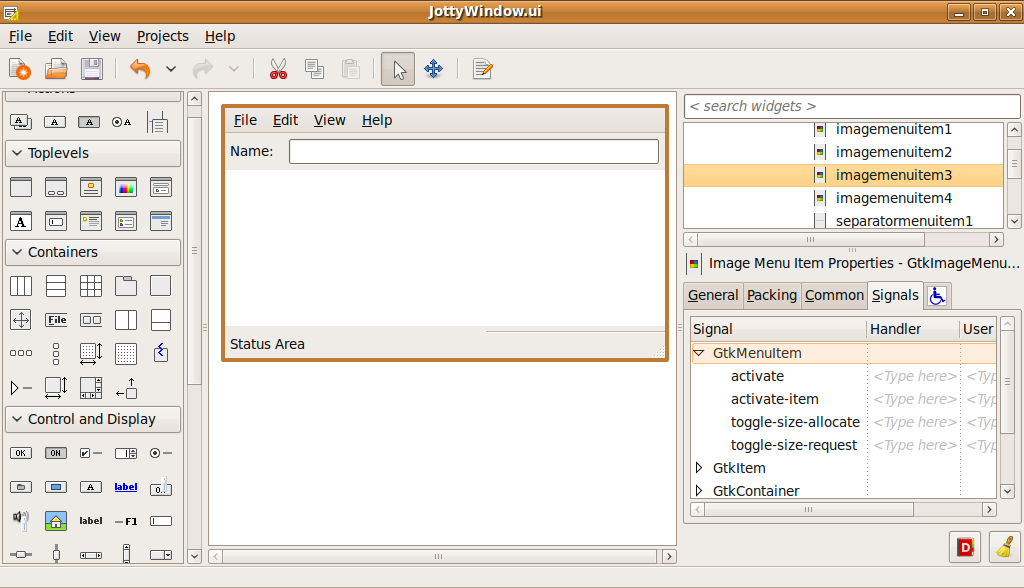 JottyWindow.ui
File Edit View Projects Help
Toplevels
Containers
File
Control and Display
OK ON
label
label F1
File Edit View Help
Name:
Status Area
< search widgets >
imagemenuitem1
imagemenuitem2
imagemenuitem3
imagemenuitem4
separatormenuitem1
Image Menu Item Properties - GtkImageMenu...
General Packing Common Signals
Signal Handler User
GtkMenuItem
activate <Type here> <Typ
activate-item <Type here> <Typ
toggle-size-allocate <Type here> <Typ
toggle-size-request <Type here> <Typ
GtkItem
GtkContainer